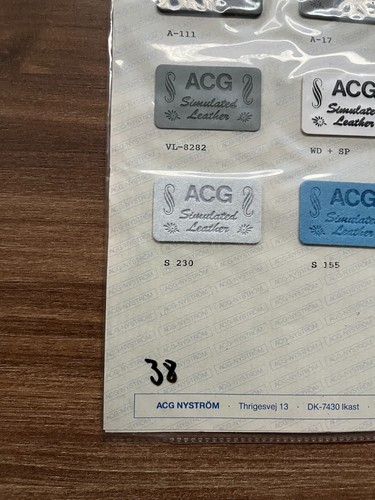 A-111
A-17
ACG
Simulated
Leather
ACG
Simulated
Leather
VL-8282
WD + SP
ACG
Simulated
Leather
ACG
Simulated
Leather
S 230
S 155
38
ACG NYSTRÖM · Thrigesvej 13 · DK-7430 Ikast ·